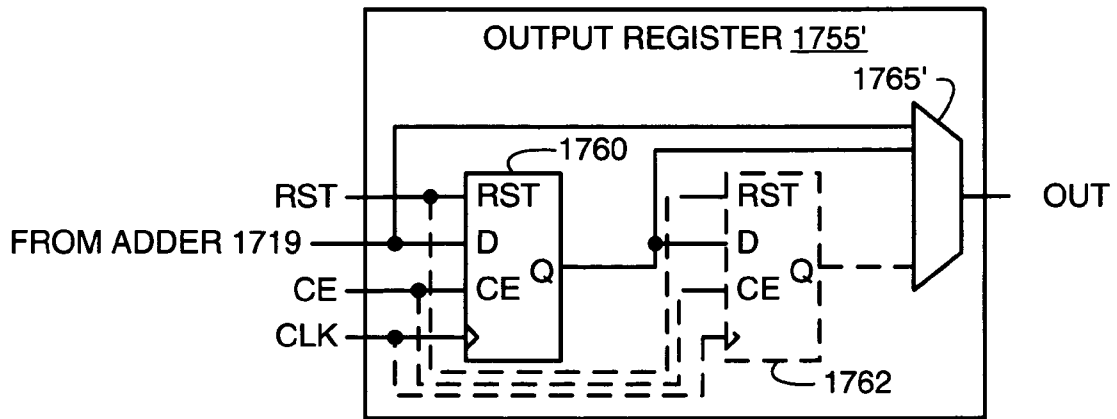 OUTPUT REGISTER 1755'
1765'
1760
RST
RST
RST
OUT
FROM ADDER 1719
D
D
Q
Q
CE
CE
CE
CLK
1762